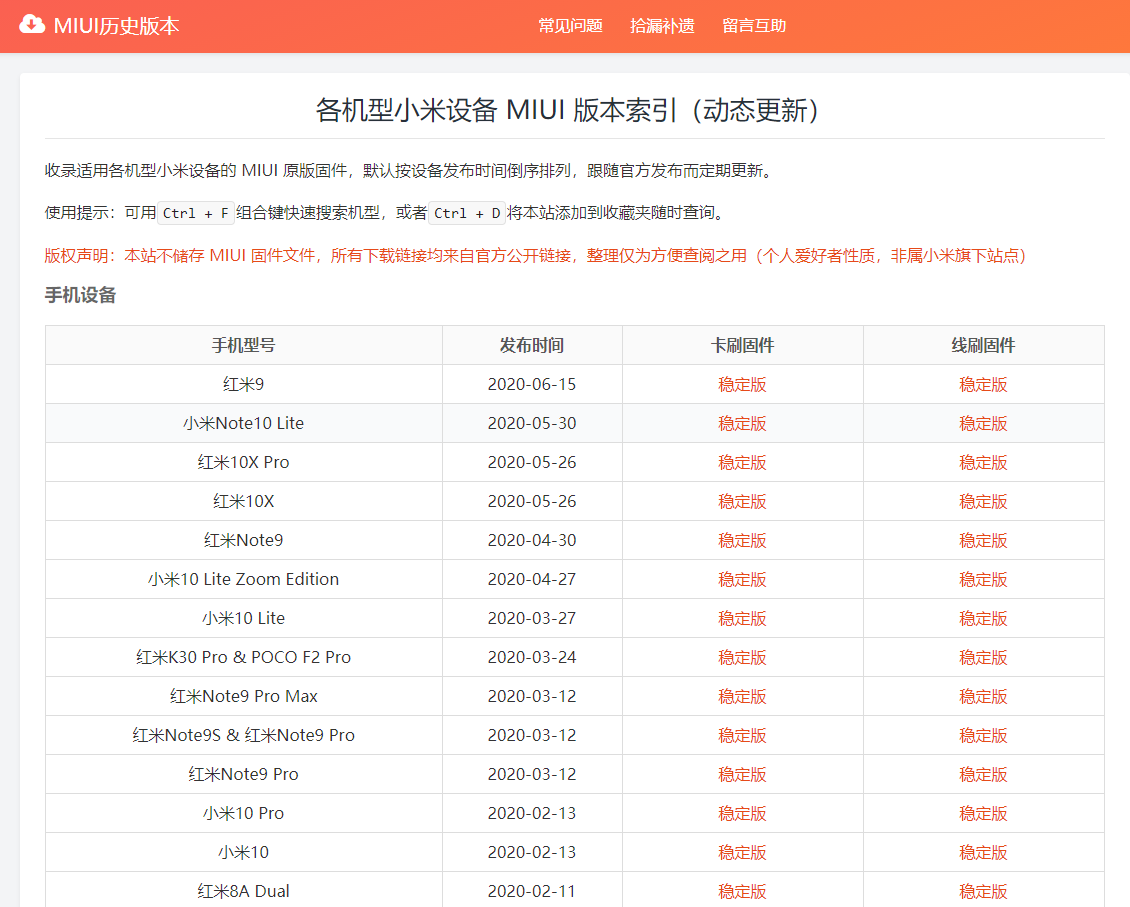 MIUI历史版本 常见问题 拾漏补遗 留言互助
各机型小米设备 MIUI 版本索引（动态更新）
收录适用各机型小米设备的 MIUI 原版固件，默认按设备发布时间倒序排列，跟随官方发布而定期更新。
使用提示：可用 Ctrl + F 组合键快速搜索机型，或者 Ctrl + D 将本站添加到收藏夹随时查询。
版权声明：本站不储存 MIUI 固件文件，所有下载链接均来自官方公开链接，整理仅为方便查阅之用（个人爱好者性质，非属小米旗下站点）
手机设备
手机型号 发布时间 卡刷固件 线刷固件
红米9 2020-06-15 稳定版 稳定版
小米Note10 Lite 2020-05-30 稳定版 稳定版
红米10X Pro 2020-05-26 稳定版 稳定版
红米10X 2020-05-26 稳定版 稳定版
红米Note9 2020-04-30 稳定版 稳定版
小米10 Lite Zoom Edition 2020-04-27 稳定版 稳定版
小米10 Lite 2020-03-27 稳定版 稳定版
红米K30 Pro & POCO F2 Pro 2020-03-24 稳定版 稳定版
红米Note9 Pro Max 2020-03-12 稳定版 稳定版
红米Note9S & 红米Note9 Pro 2020-03-12 稳定版 稳定版
红米Note9 Pro 2020-03-12 稳定版 稳定版
小米10 Pro 2020-02-13 稳定版 稳定版
小米10 2020-02-13 稳定版 稳定版
红米8A Dual 2020-02-11 稳定版 稳定版